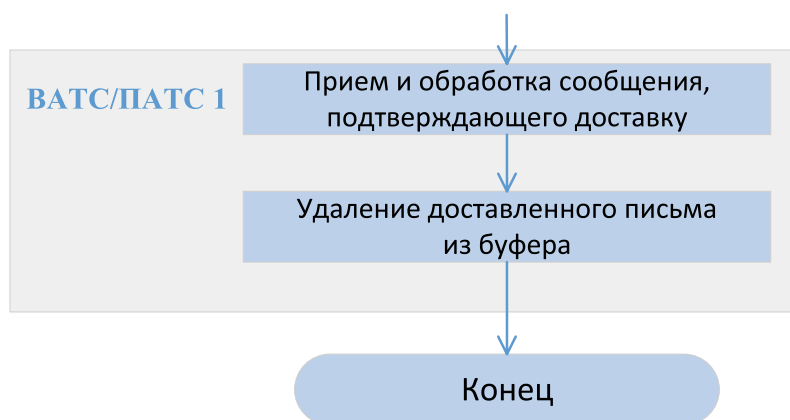 ВАТС/ПАТС 1
Прием и обработка сообщения,
подтверждающего доставку
Удаление доставленного письма
из буфера
Конец